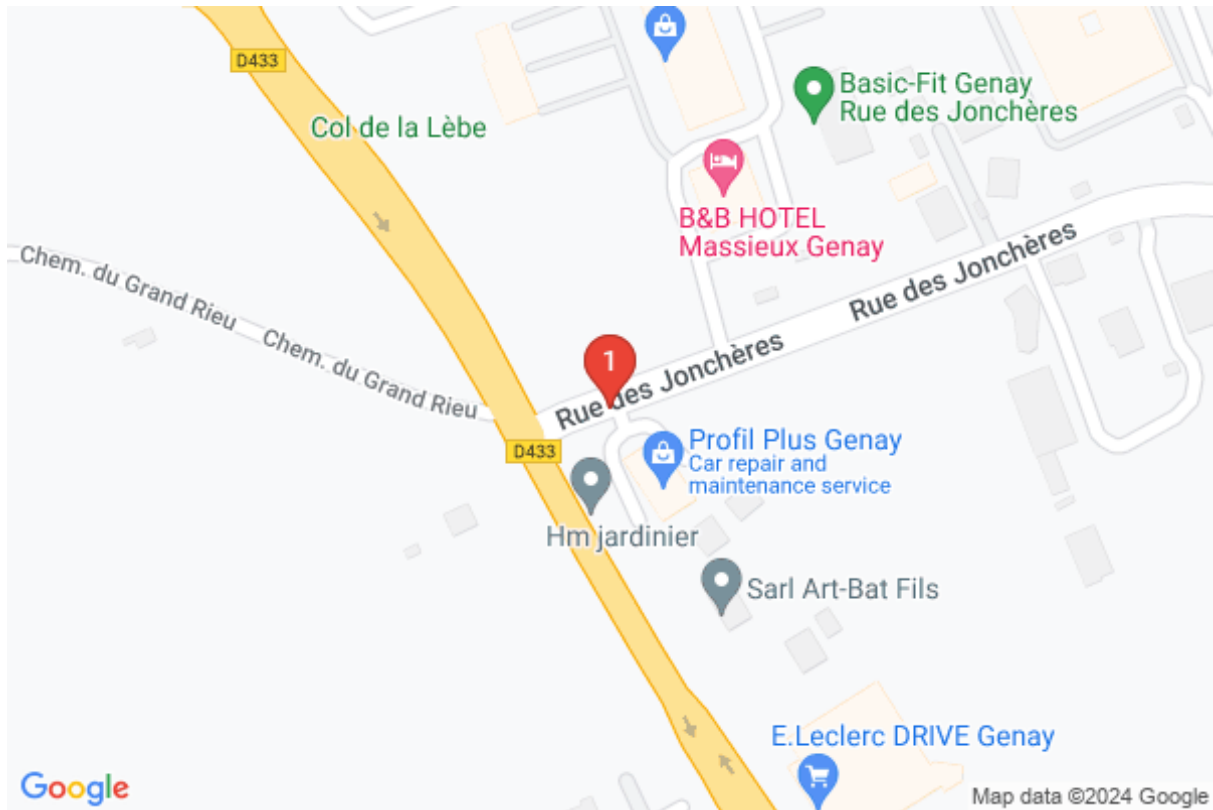 D433
Col de la Lèbe
Basic-Fit Genay
Rue des Jonchères
B&B HOTEL
Massieux Genay
Rue des Jonchères
Chem. du Grand Rieu
Chem. du Grand Rieu
1
Rue des Jonchères
D433
Profil Plus Genay
Car repair and
maintenance service
Hm jardinier
Sarl Art-Bat Fils
E.Leclerc DRIVE Genay
Google
Map data ©2024 Google